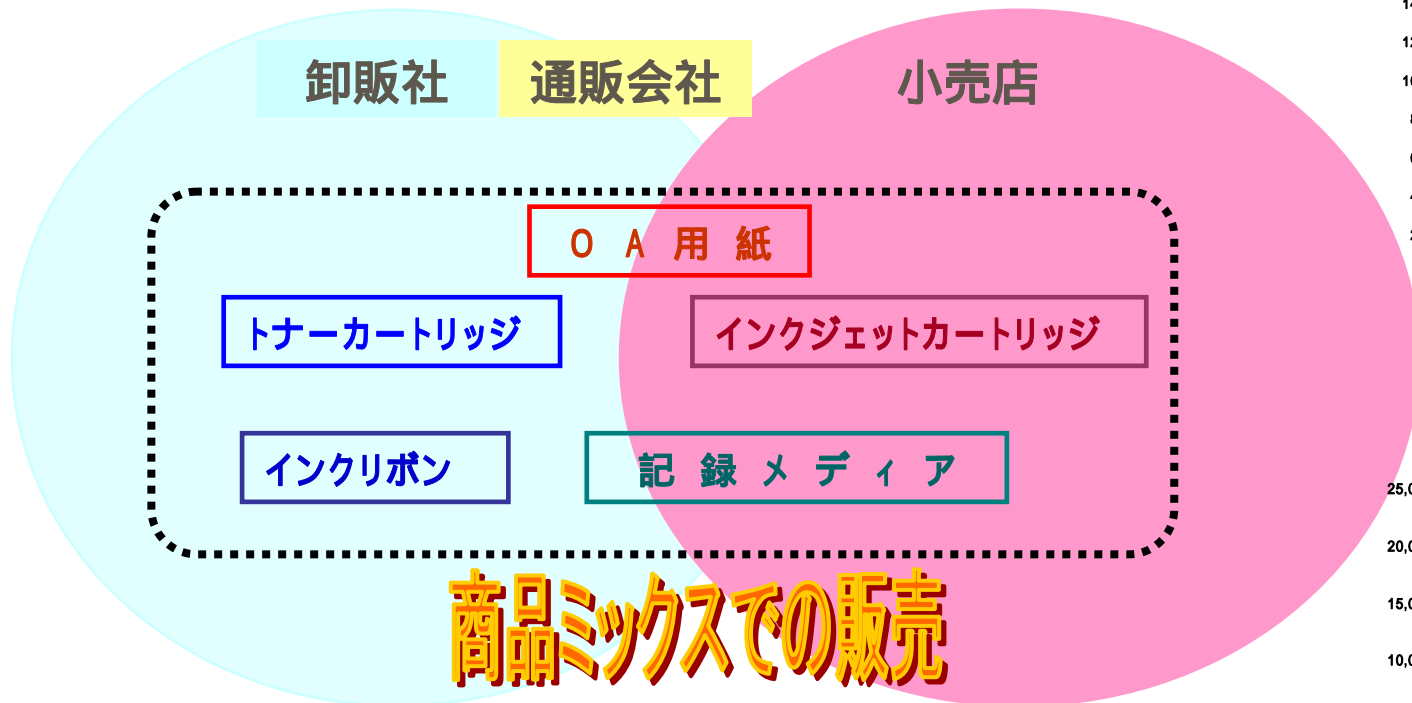 卸販社 通販会社 小売店
OA用紙
トナーカートリッジ インクジェットカートリッジ
インクリボン 記録メディア
商品ミックスでの販売